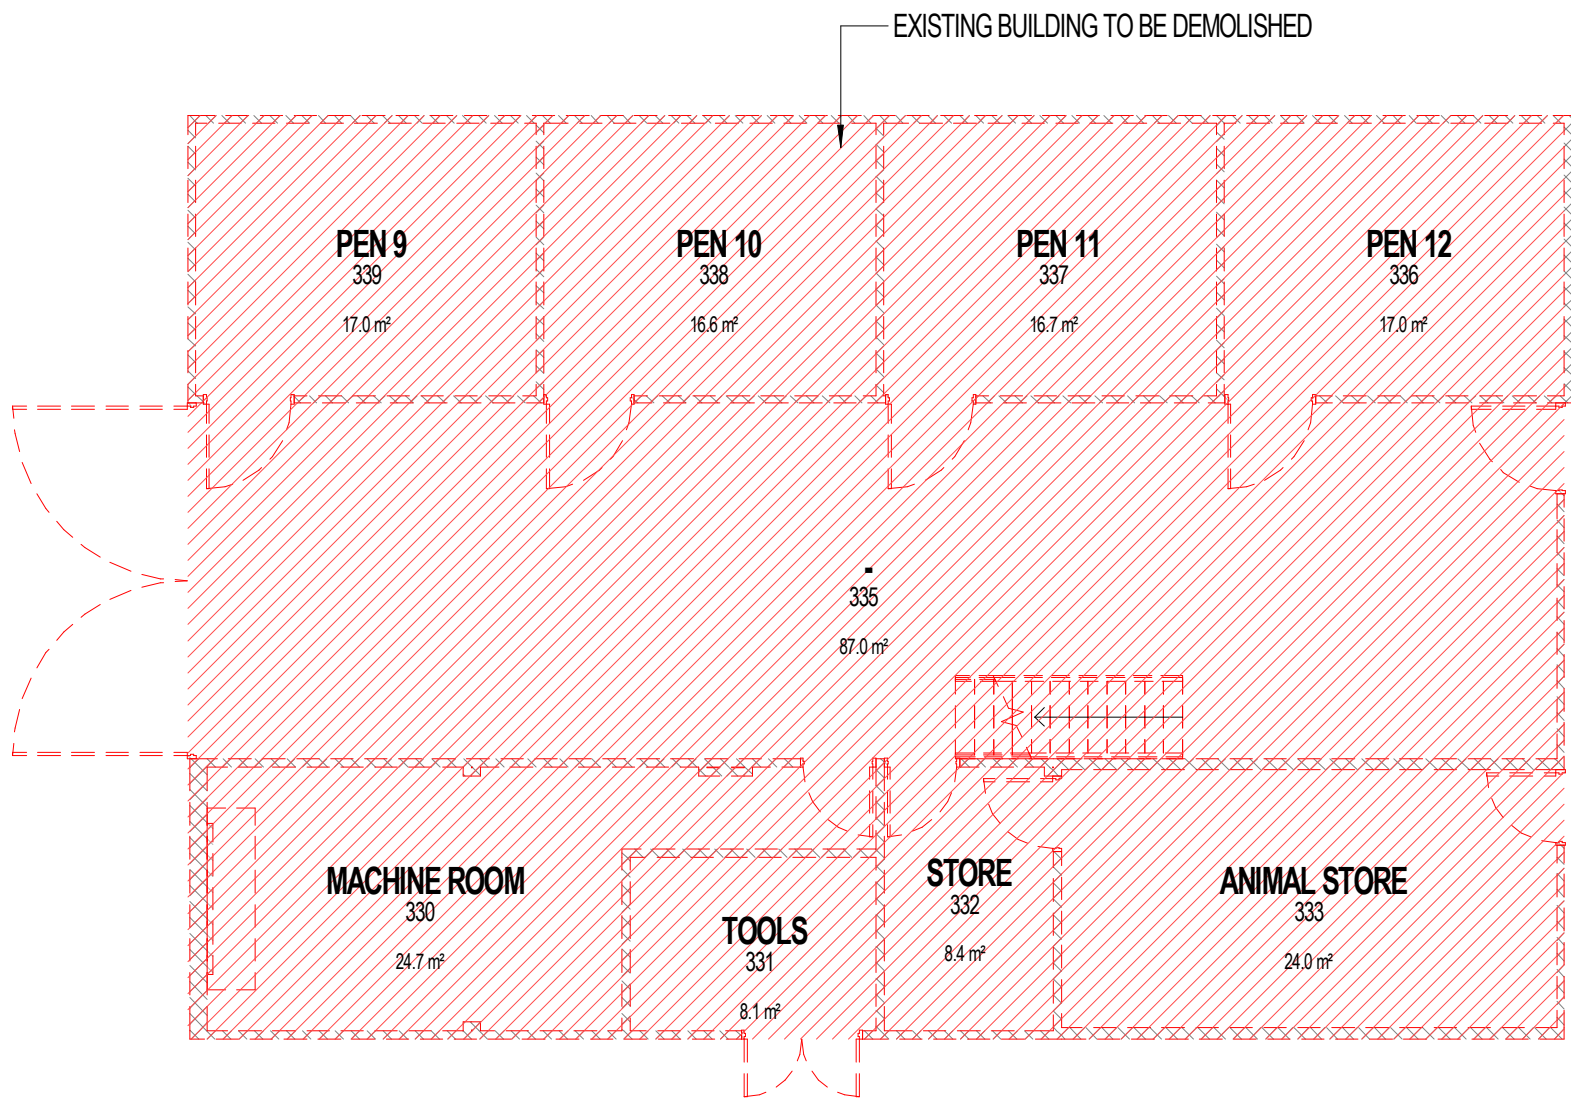 EXISTING BUILDING TO BE DEMOLISHED
PEN 9
339
17.0 m²
PEN 10
338
16.6 m²
PEN 11
337
16.7 m²
PEN 12
336
17.0 m²
-
335
87.0 m²
MACHINE ROOM
330
24.7 m²
TOOLS
331
8.1 m²
STORE
332
8.4 m²
ANIMAL STORE
333
24.0 m²